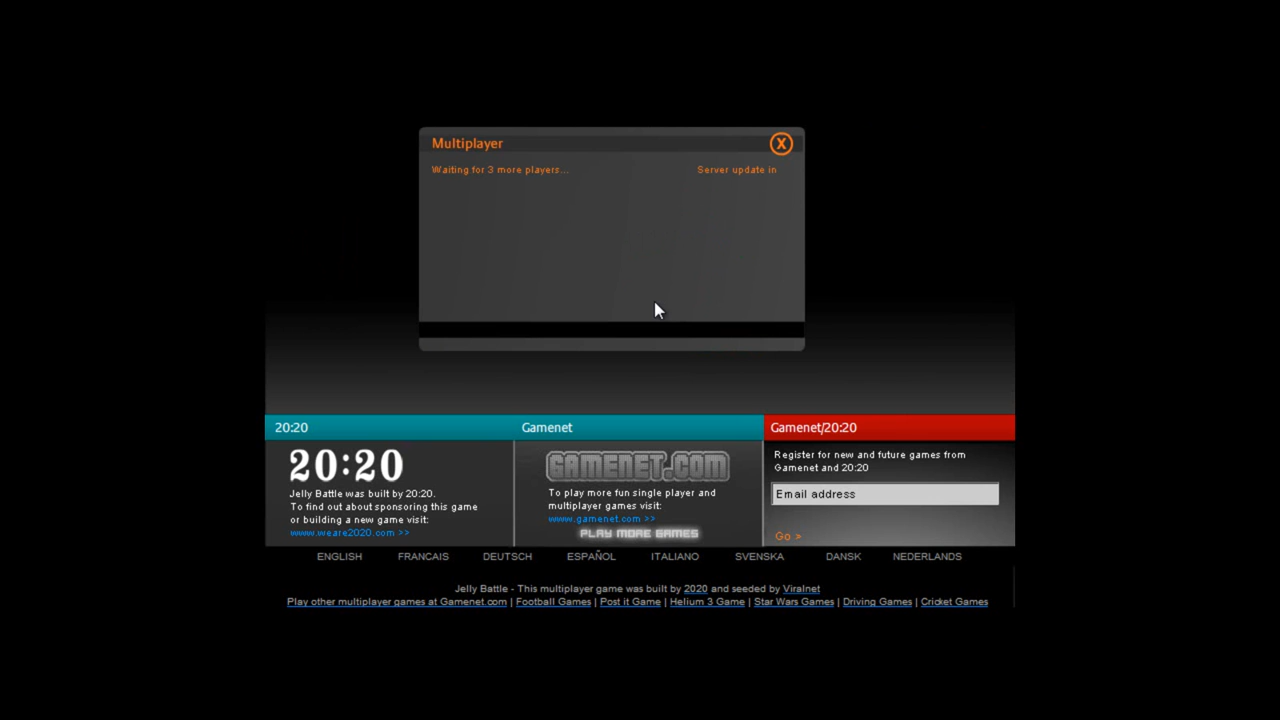 Multiplayer
X
Waiting for 3 more players...
Server update in
20:20
Gamenet
Gamenet/20:20
20:20
Jelly Battle was built by 20:20.
To find out about sponsoring this game
or building a new game visit:
www.weare2020.com >>
GAMENET.COM
To play more fun single player and
multiplayer games visit:
www.gamenet.com >>
PLAY MORE GAMES
Register for new and future games from
Gamenet and 20:20
Email address
Go >
ENGLISH FRANCAIS DEUTSCH ESPAÑOL ITALIANO SVENSKA DANSK NEDERLANDS
Jelly Battle - This multiplayer game was built by 2020 and seeded by Viralnet
Play other multiplayer games at Gamenet.com | Football Games | Post it Game | Helium 3 Game | Star Wars Games | Driving Games | Cricket Games